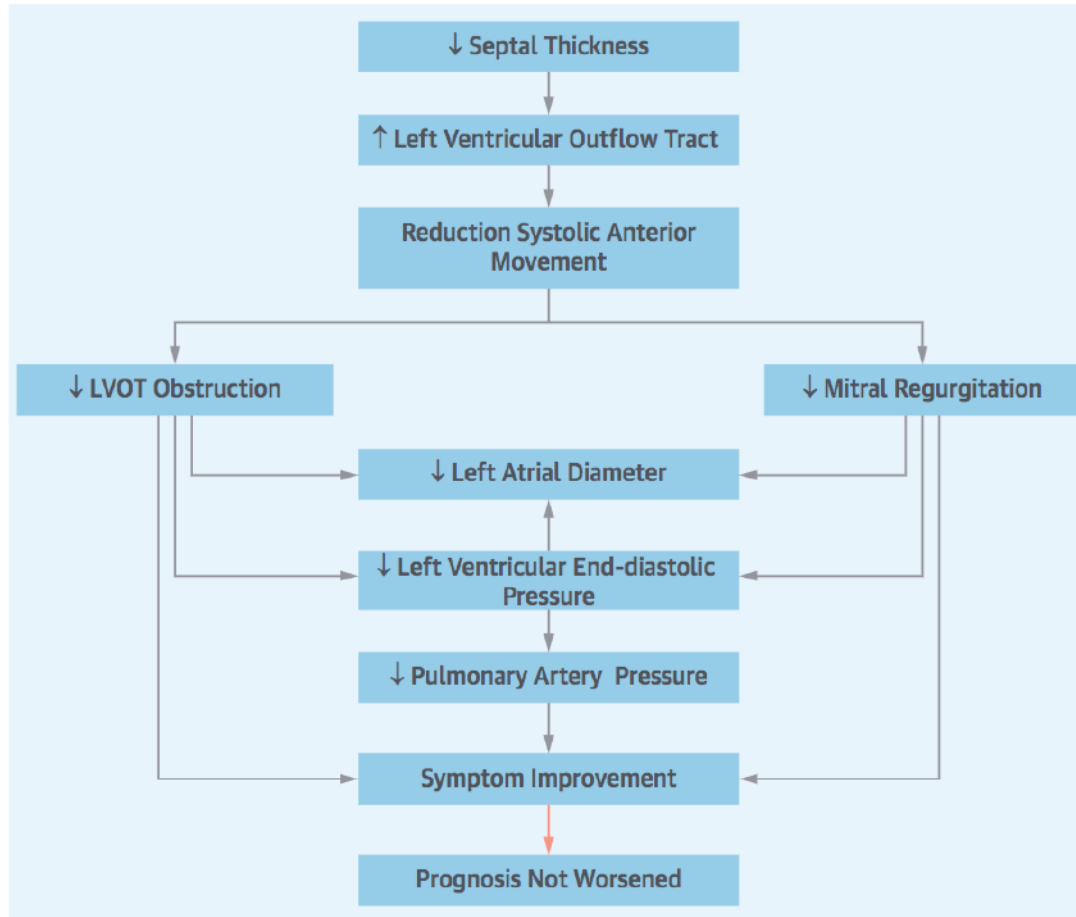 ↓ Septal Thickness
↑ Left Ventricular Outflow Tract
Reduction Systolic Anterior
Movement
↓ LVOT Obstruction
↓ Mitral Regurgitation
↓ Left Atrial Diameter
↓ Left Ventricular End-diastolic
Pressure
↓ Pulmonary Artery Pressure
Symptom Improvement
Prognosis Not Worsened